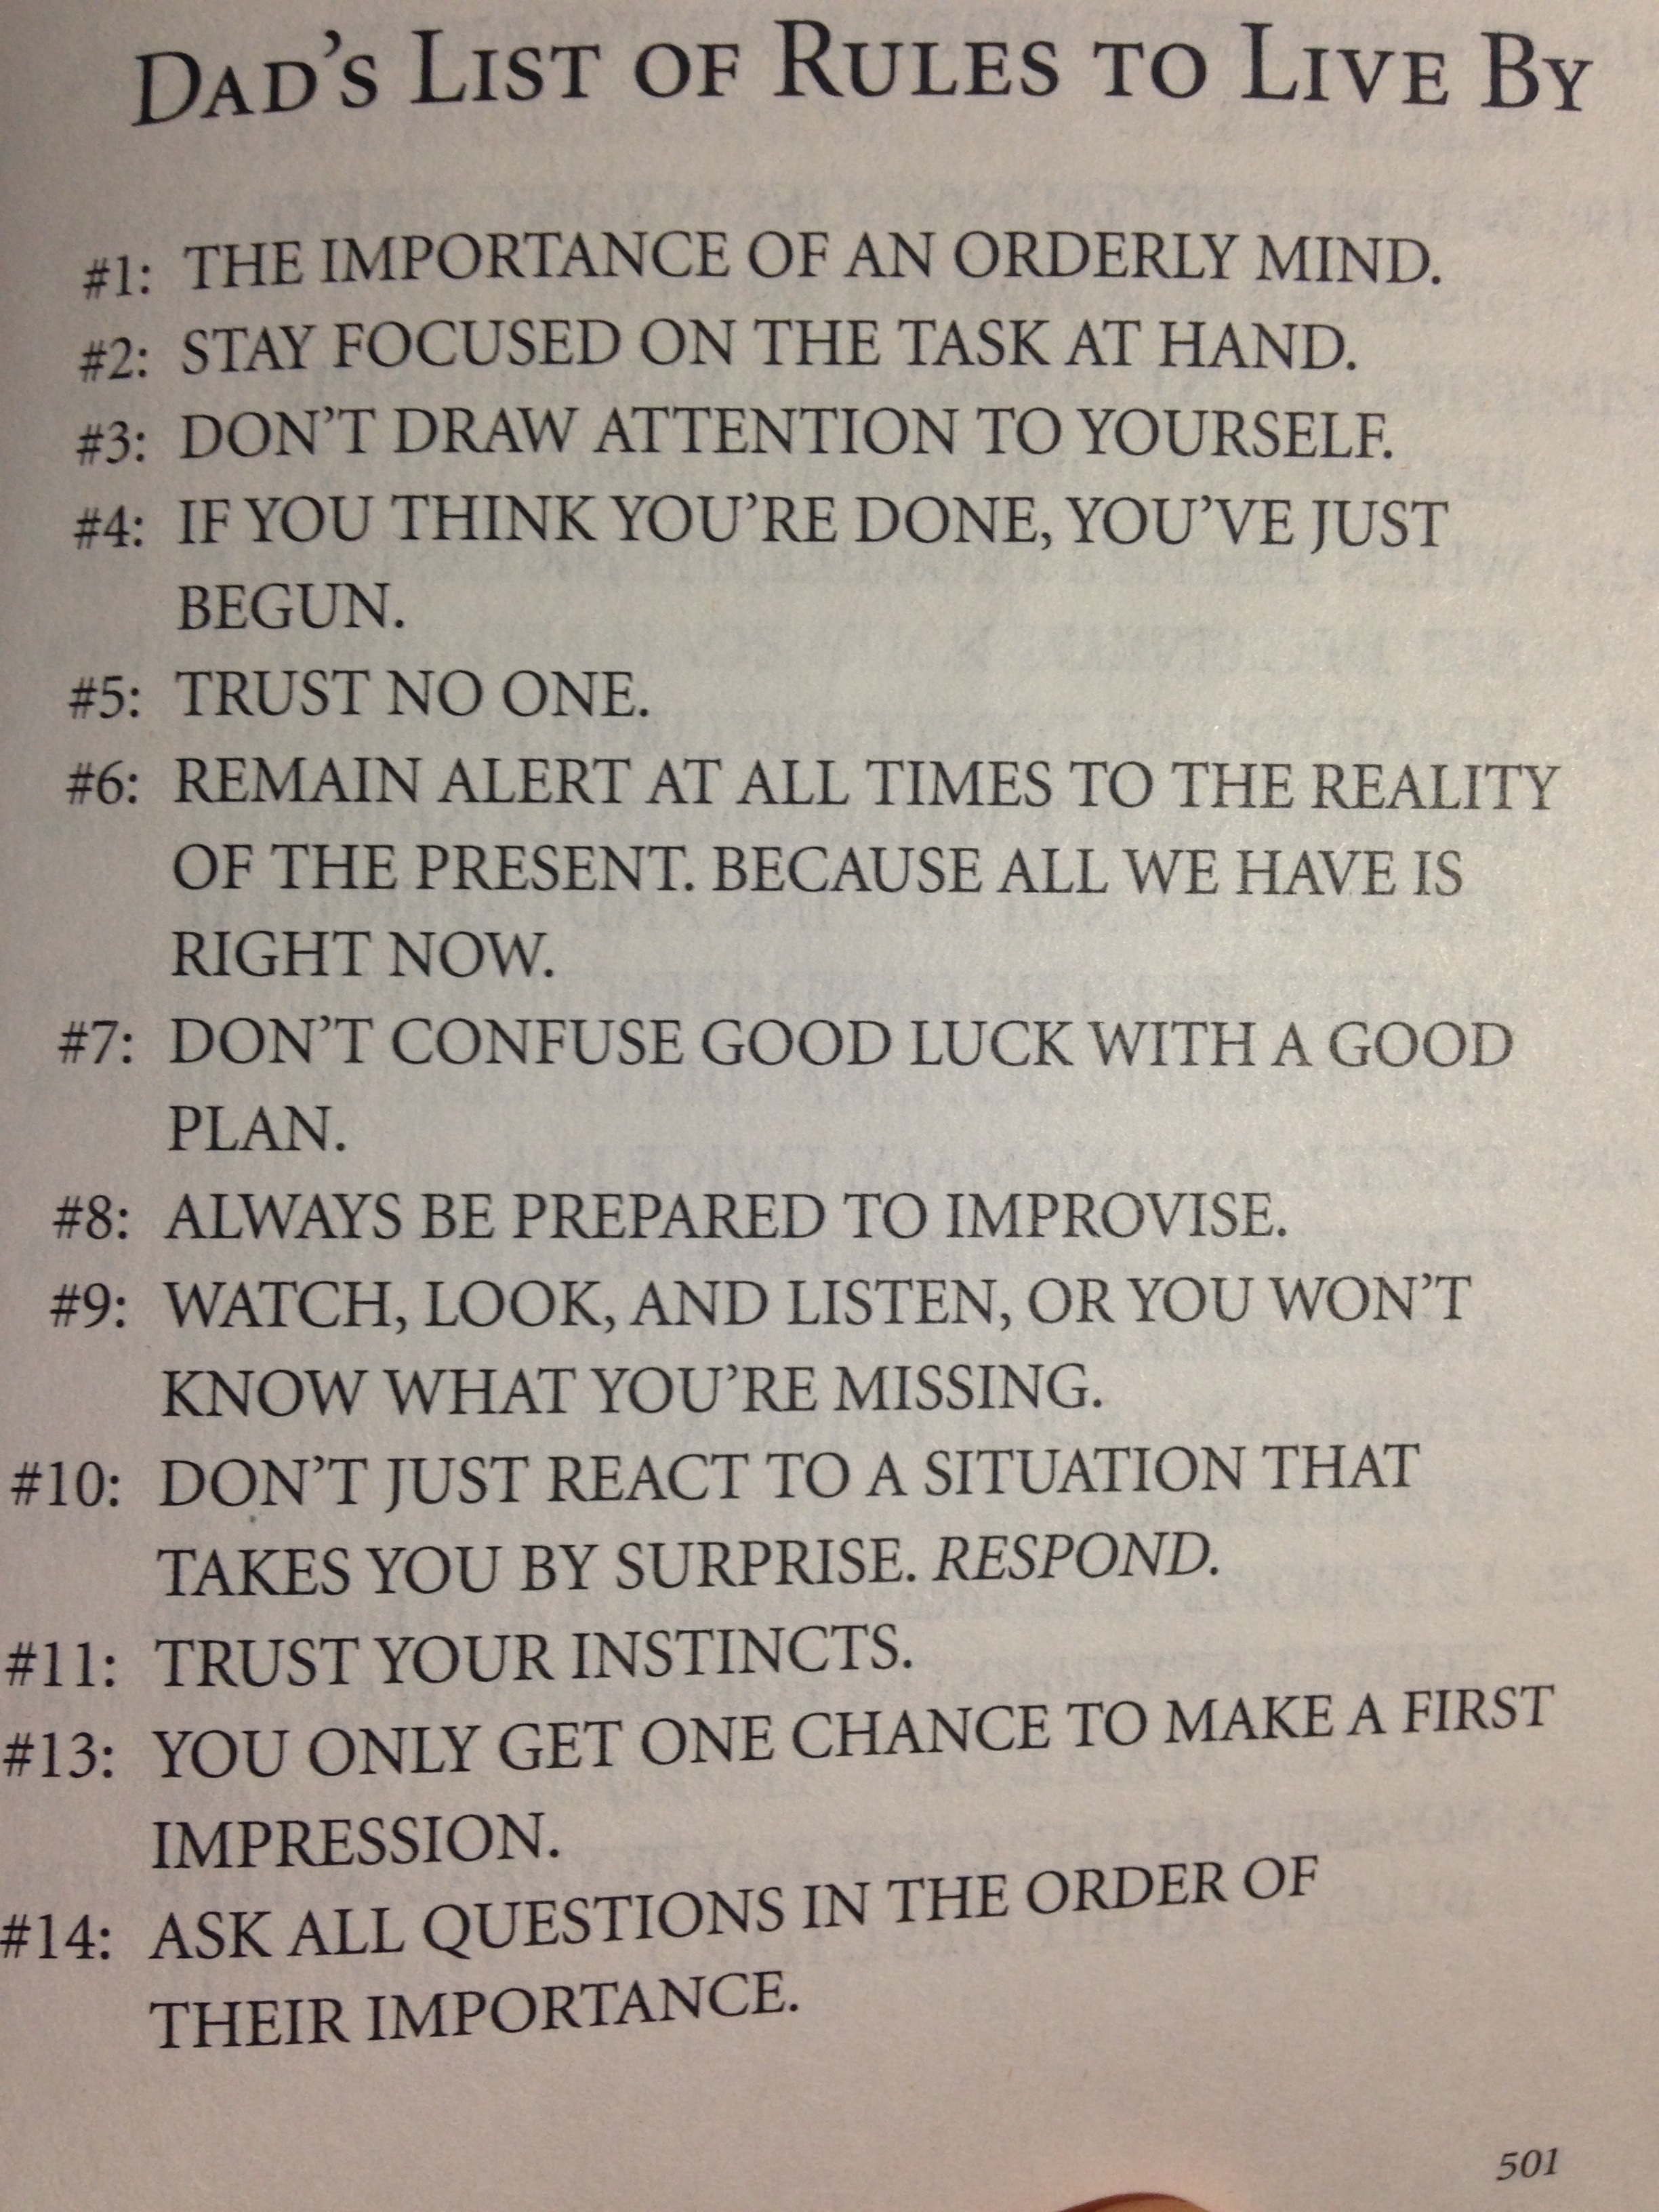 DAD'S LIST OF RULES TO LIVE BY
#1: THE IMPORTANCE OF AN ORDERLY MIND.
#2: STAY FOCUSED ON THE TASK AT HAND.
#3: DON'T DRAW ATTENTION TO YOURSELF.
#4: IF YOU THINK YOU'RE DONE, YOU'VE JUST
BEGUN.
#5: TRUST NO ONE.
#6: REMAIN ALERT AT ALL TIMES TO THE REALITY
OF THE PRESENT. BECAUSE ALL WE HAVE IS
RIGHT NOW.
#7: DON'T CONFUSE GOOD LUCK WITH A GOOD
PLAN.
#8: ALWAYS BE PREPARED TO IMPROVISE.
#9: WATCH, LOOK, AND LISTEN, OR YOU WON'T
KNOW WHAT YOU'RE MISSING.
#10: DON'T JUST REACT TO A SITUATION THAT
TAKES YOU BY SURPRISE. RESPOND.
#11: TRUST YOUR INSTINCTS.
#13: YOU ONLY GET ONE CHANCE TO MAKE A FIRST
IMPRESSION.
#14: ASK ALL QUESTIONS IN THE ORDER OF
THEIR IMPORTANCE.
501